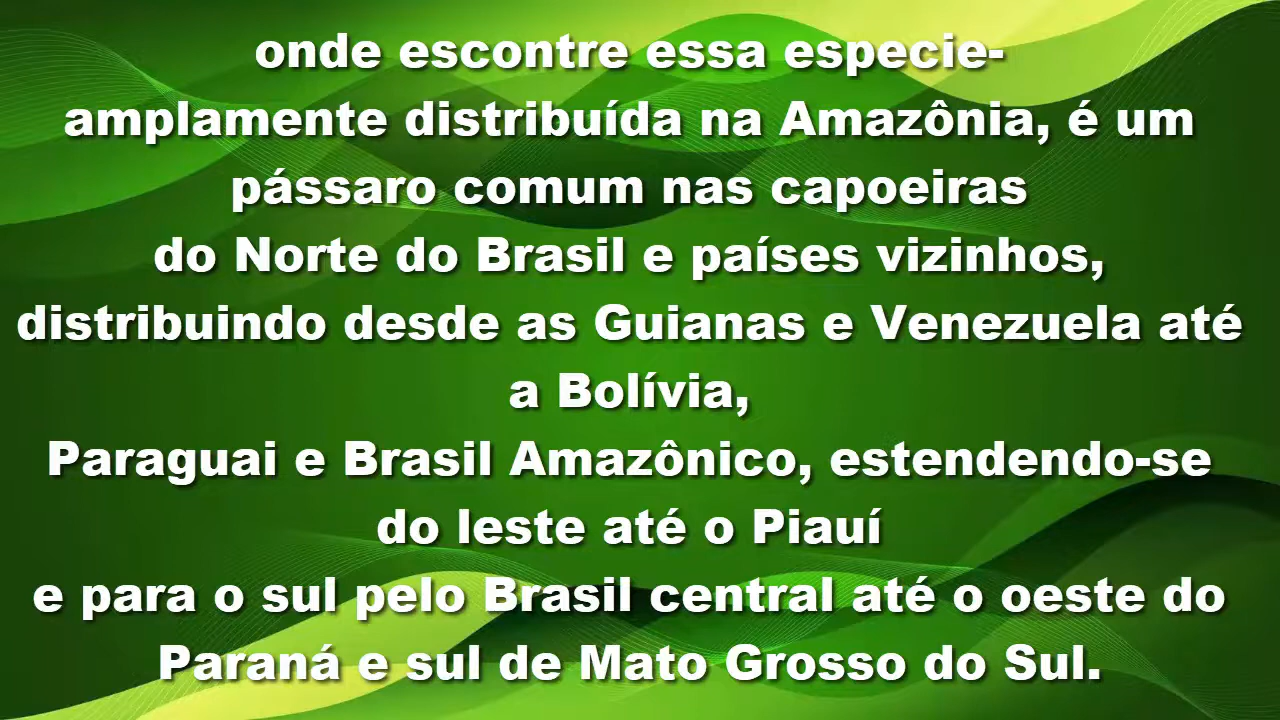 onde escontre essa especie-
amplamente distribuída na Amazônia, é um
pássaro comum nas capoeiras
do Norte do Brasil e países vizinhos,
distribuindo desde as Guianas e Venezuela até
a Bolívia,
Paraguai e Brasil Amazônico, estendendo-se
do leste até o Piauí
e para o sul pelo Brasil central até o oeste do
Paraná e sul de Mato Grosso do Sul.